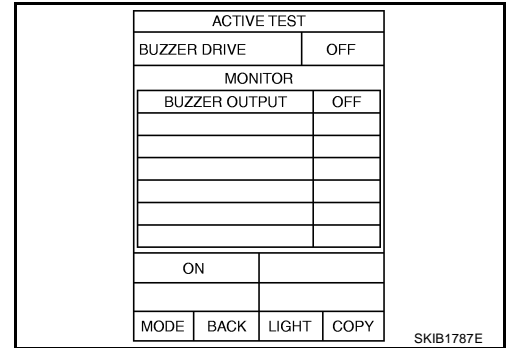 ACTIVE TEST
BUZZER DRIVE OFF
MONITOR
BUZZER OUTPUT OFF
ON
MODE BACK LIGHT COPY
SKIB1787E